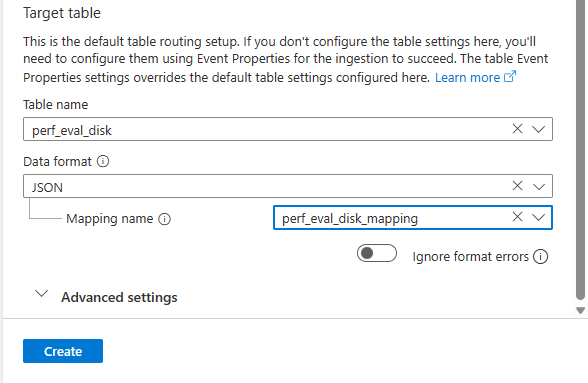 Target table
This is the default table routing setup. If you don't configure the table settings here, you'll
need to configure them using Event Properties for the ingestion to succeed. The table Event
Properties settings overrides the default table settings configured here. Learn more
Table name
perf_eval_disk
Data format
JSON
Mapping name
perf_eval_disk_mapping
Ignore format errors
Advanced settings
Create